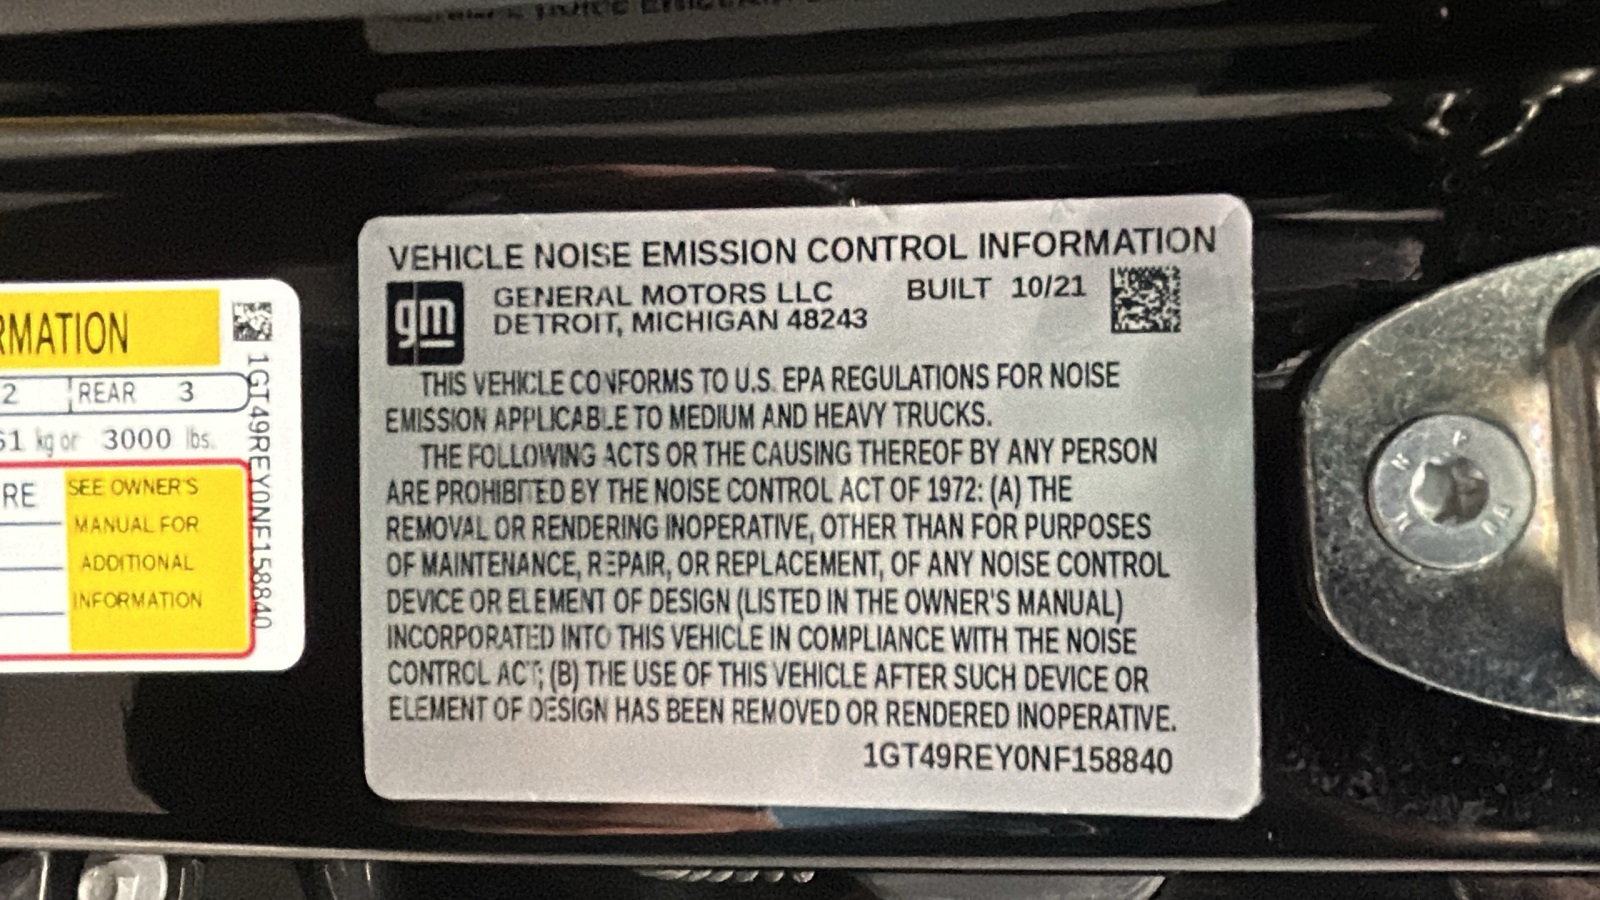 VEHICLE NOISE EMISSION CONTROL INFORMATION
gm
GENERAL MOTORS LLC BUILT 10/21
DETROIT, MICHIGAN 48243
THIS VEHICLE CONFORMS TO U.S. EPA REGULATIONS FOR NOISE
EMISSION APPLICABLE TO MEDIUM AND HEAVY TRUCKS.
THE FOLLOWING ACTS OR THE CAUSING THEREOF BY ANY PERSON
ARE PROHIBITED BY THE NOISE CONTROL ACT OF 1972: (A) THE
REMOVAL OR RENDERING INOPERATIVE, OTHER THAN FOR PURPOSES
OF MAINTENANCE, REPAIR, OR REPLACEMENT, OF ANY NOISE CONTROL
DEVICE OR ELEMENT OF DESIGN (LISTED IN THE OWNER'S MANUAL)
INCORPORATED INTO THIS VEHICLE IN COMPLIANCE WITH THE NOISE
CONTROL ACT; (B) THE USE OF THIS VEHICLE AFTER SUCH DEVICE OR
ELEMENT OF DESIGN HAS BEEN REMOVED OR RENDERED INOPERATIVE.
1GT49REY0NF158840
RMATION
2 REAR 3
61 kg or 3000 lbs.
RE
SEE OWNER'S
MANUAL FOR
ADDITIONAL
INFORMATION
1GT49REY0NF158840